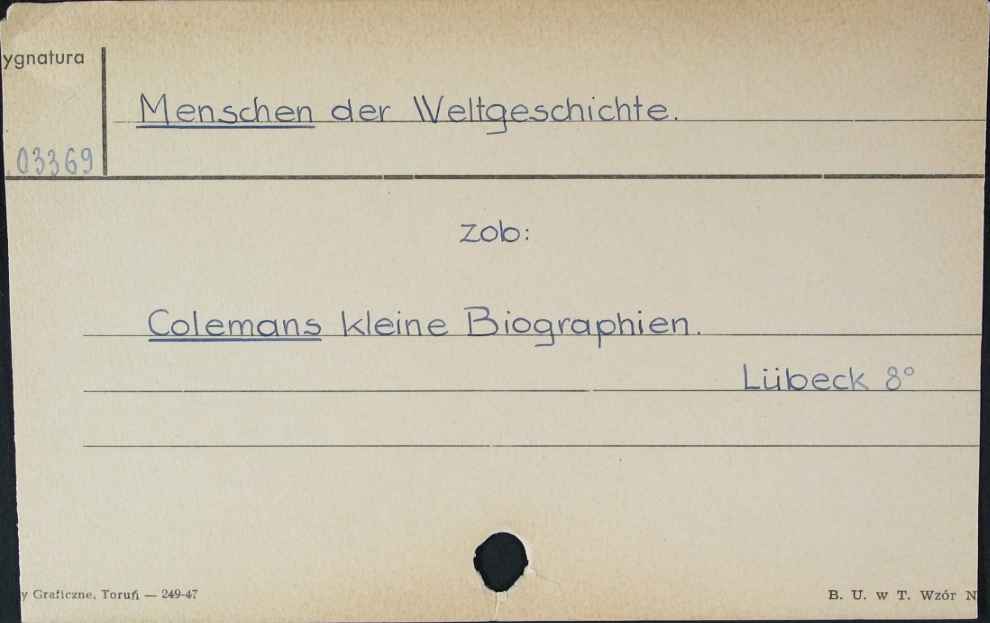 ygnatura
Menschen der Weltgeschichte.
03369
zob:
Colemans kleine Biographien.
Lübeck 8°
y Graficzne, Toruń — 249-47
B. U. w T. Wzór N